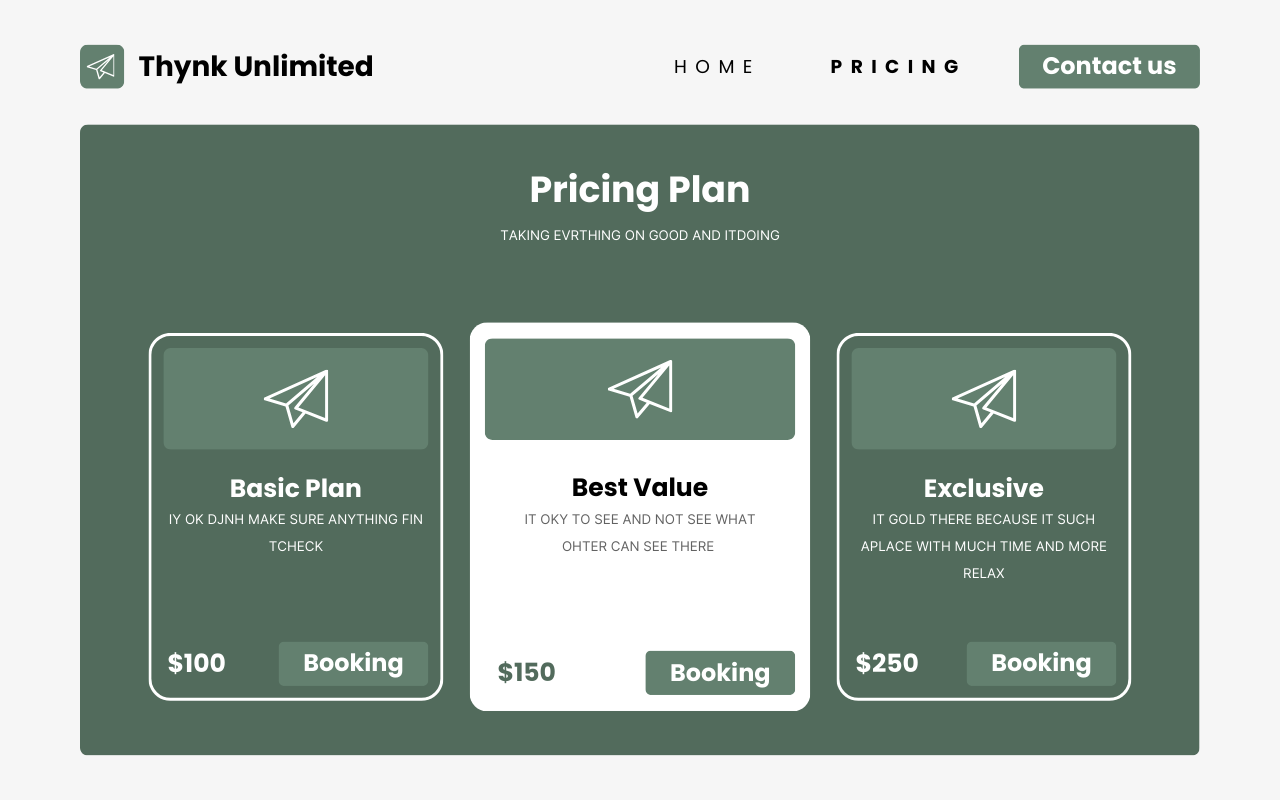 Thynk Unlimited
HOME
PRICING
Contact us
Pricing Plan
TAKING EVRTHING ON GOOD AND ITDOING
Basic Plan
IY OK DJNH MAKE SURE ANYTHING FIN
TCHECK
$100
Booking
Best Value
IT OKY TO SEE AND NOT SEE WHAT
OHTER CAN SEE THERE
$150
Booking
Exclusive
IT GOLD THERE BECAUSE IT SUCH
APLACE WITH MUCH TIME AND MORE
RELAX
$250
Booking